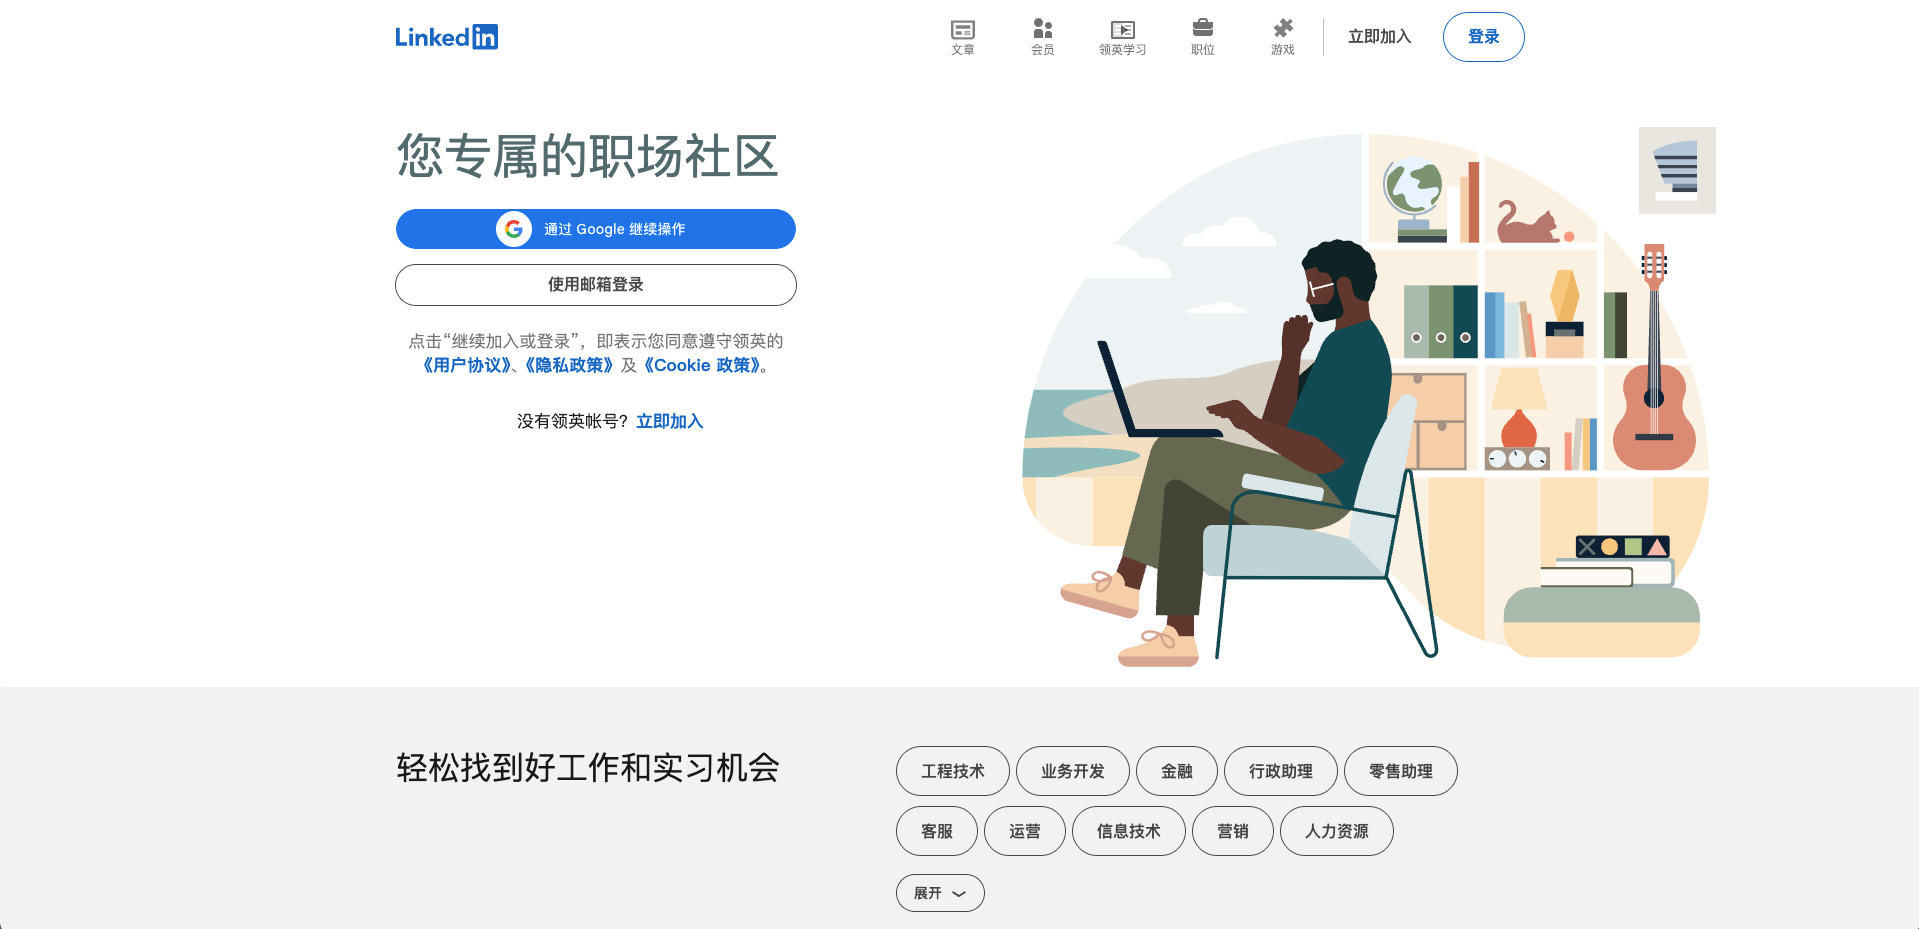 LinkedIn
文章
会员
领英学习
职位
游戏
立即加入
登录
您专属的职场社区
通过 Google 继续操作
使用邮箱登录
点击“继续加入或登录”，即表示您同意遵守领英的
《用户协议》、《隐私政策》及《Cookie 政策》。
没有领英帐号？立即加入
轻松找到好工作和实习机会
工程技术
业务开发
金融
行政助理
零售助理
客服
运营
信息技术
营销
人力资源
展开